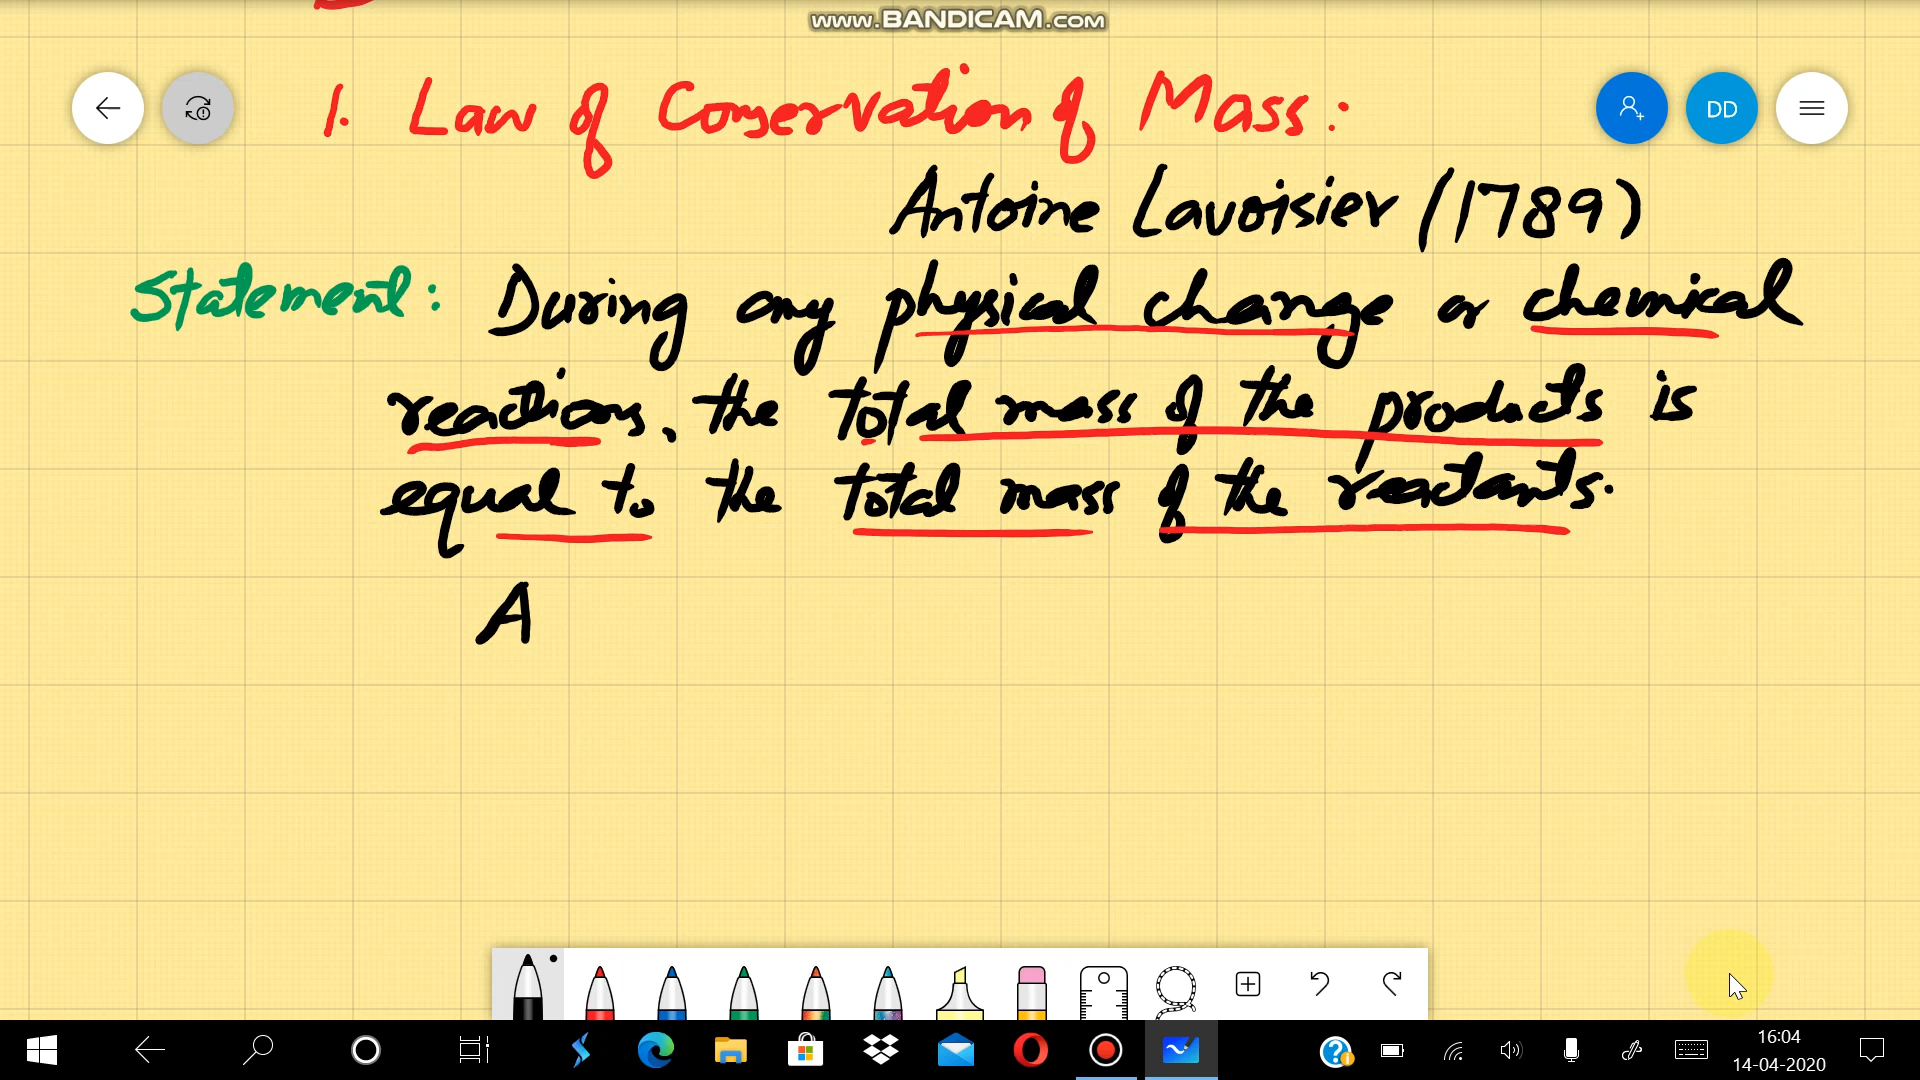 www.BANDICAM.com
1. Law of Conservation of Mass:
DD
Antoine Lavoisier (1789)
Statement: During any physical change or chemical
reactions, the total mass of the products is
equal to the total mass of the reactants.
A
16:04
14-04-2020